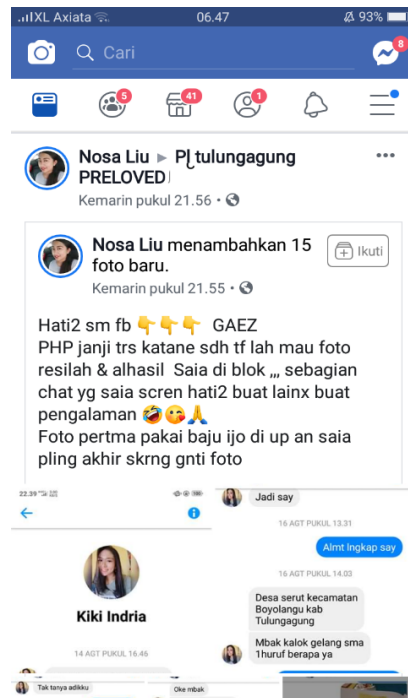 XL Axiata
06.47
93%
Cari
8
5
41
1
Nosa Liu ▸ PJ tulungagung
PRELOVED
Kemarin pukul 21.56
Nosa Liu menambahkan 15
foto baru.
Ikuti
Kemarin pukul 21.55
Hati2 sm fb 👇👇👇 GAEZ
PHP janji trs katane sdh tf lah mau foto
resilah & alhasil Saia di blok ,,, sebagian
chat yg saia scren hati2 buat lainx buat
pengalaman 🤣😘🙏
Foto pertma pakai baju ijo di up an saia
pling akhir skrng gnti foto
22.39
Kiki Indria
14 AGT PUKUL 16.46
Tak tanya adikku
Jadi say
16 AGT PUKUL 13.31
Almt lngkap say
16 AGT PUKUL 14.03
Desa serut kecamatan
Boyolangu kab
Tulungagung
Mbak kalok gelang sma
1huruf berapa ya
Oke mbak